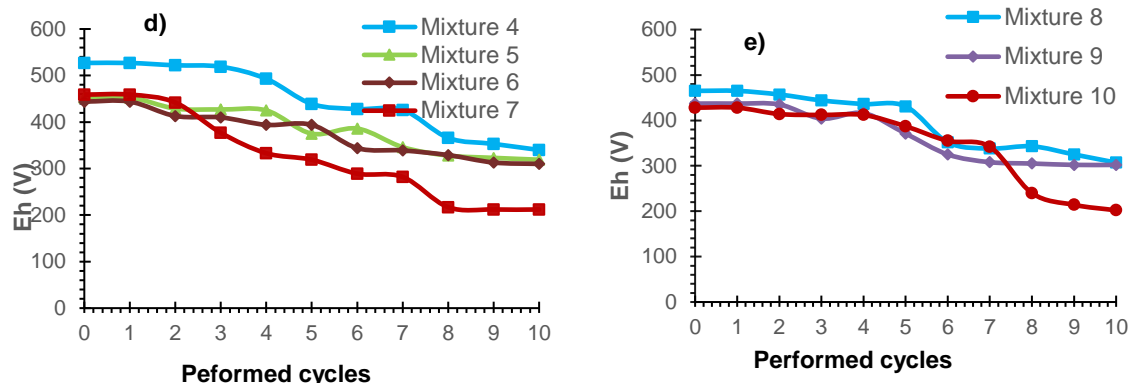 d)
Mixture 4
Mixture 5
Mixture 6
Mixture 7
600
500
400
300
200
100
0
Eh (V)
0 1 2 3 4 5 6 7 8 9 10
Peformed cycles
e)
Mixture 8
Mixture 9
Mixture 10
600
500
400
300
200
100
0
Eh (V)
0 1 2 3 4 5 6 7 8 9 10
Performed cycles